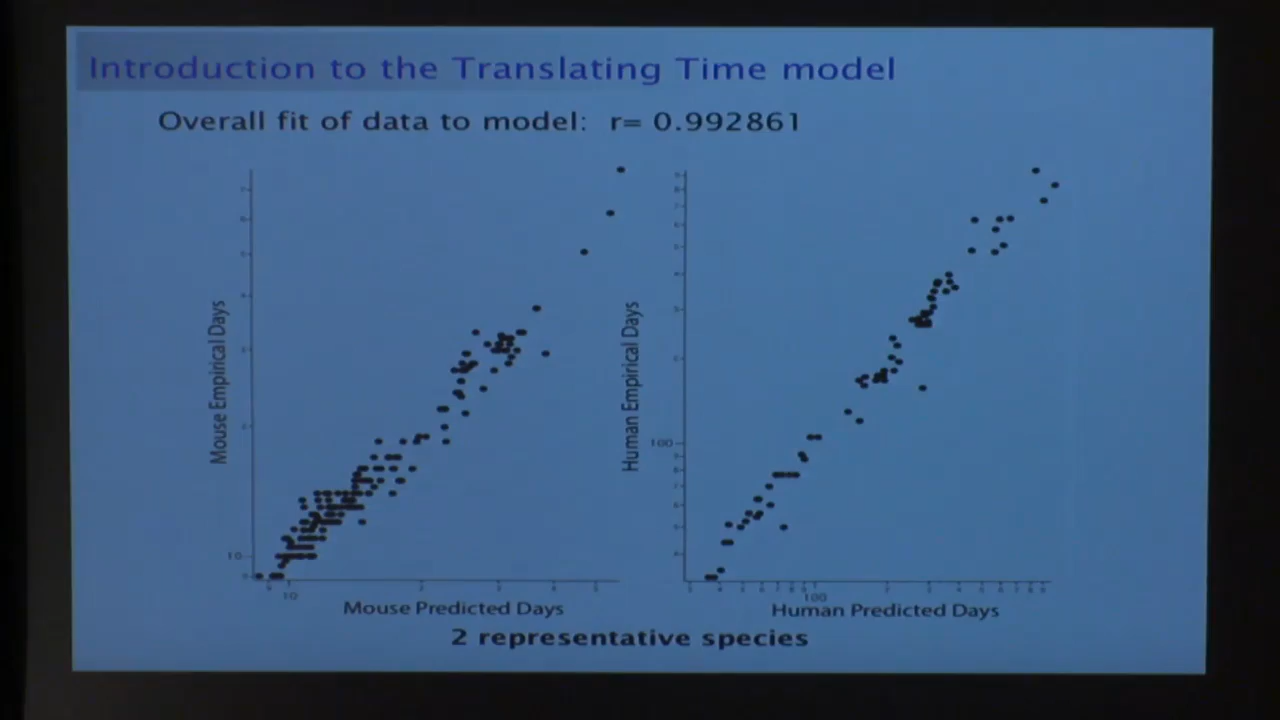 Introduction to the Translating Time model
Overall fit of data to model: r= 0.992861
Mouse Empirical Days
10
10
Mouse Predicted Days
Human Empirical Days
100
100
Human Predicted Days
2 representative species